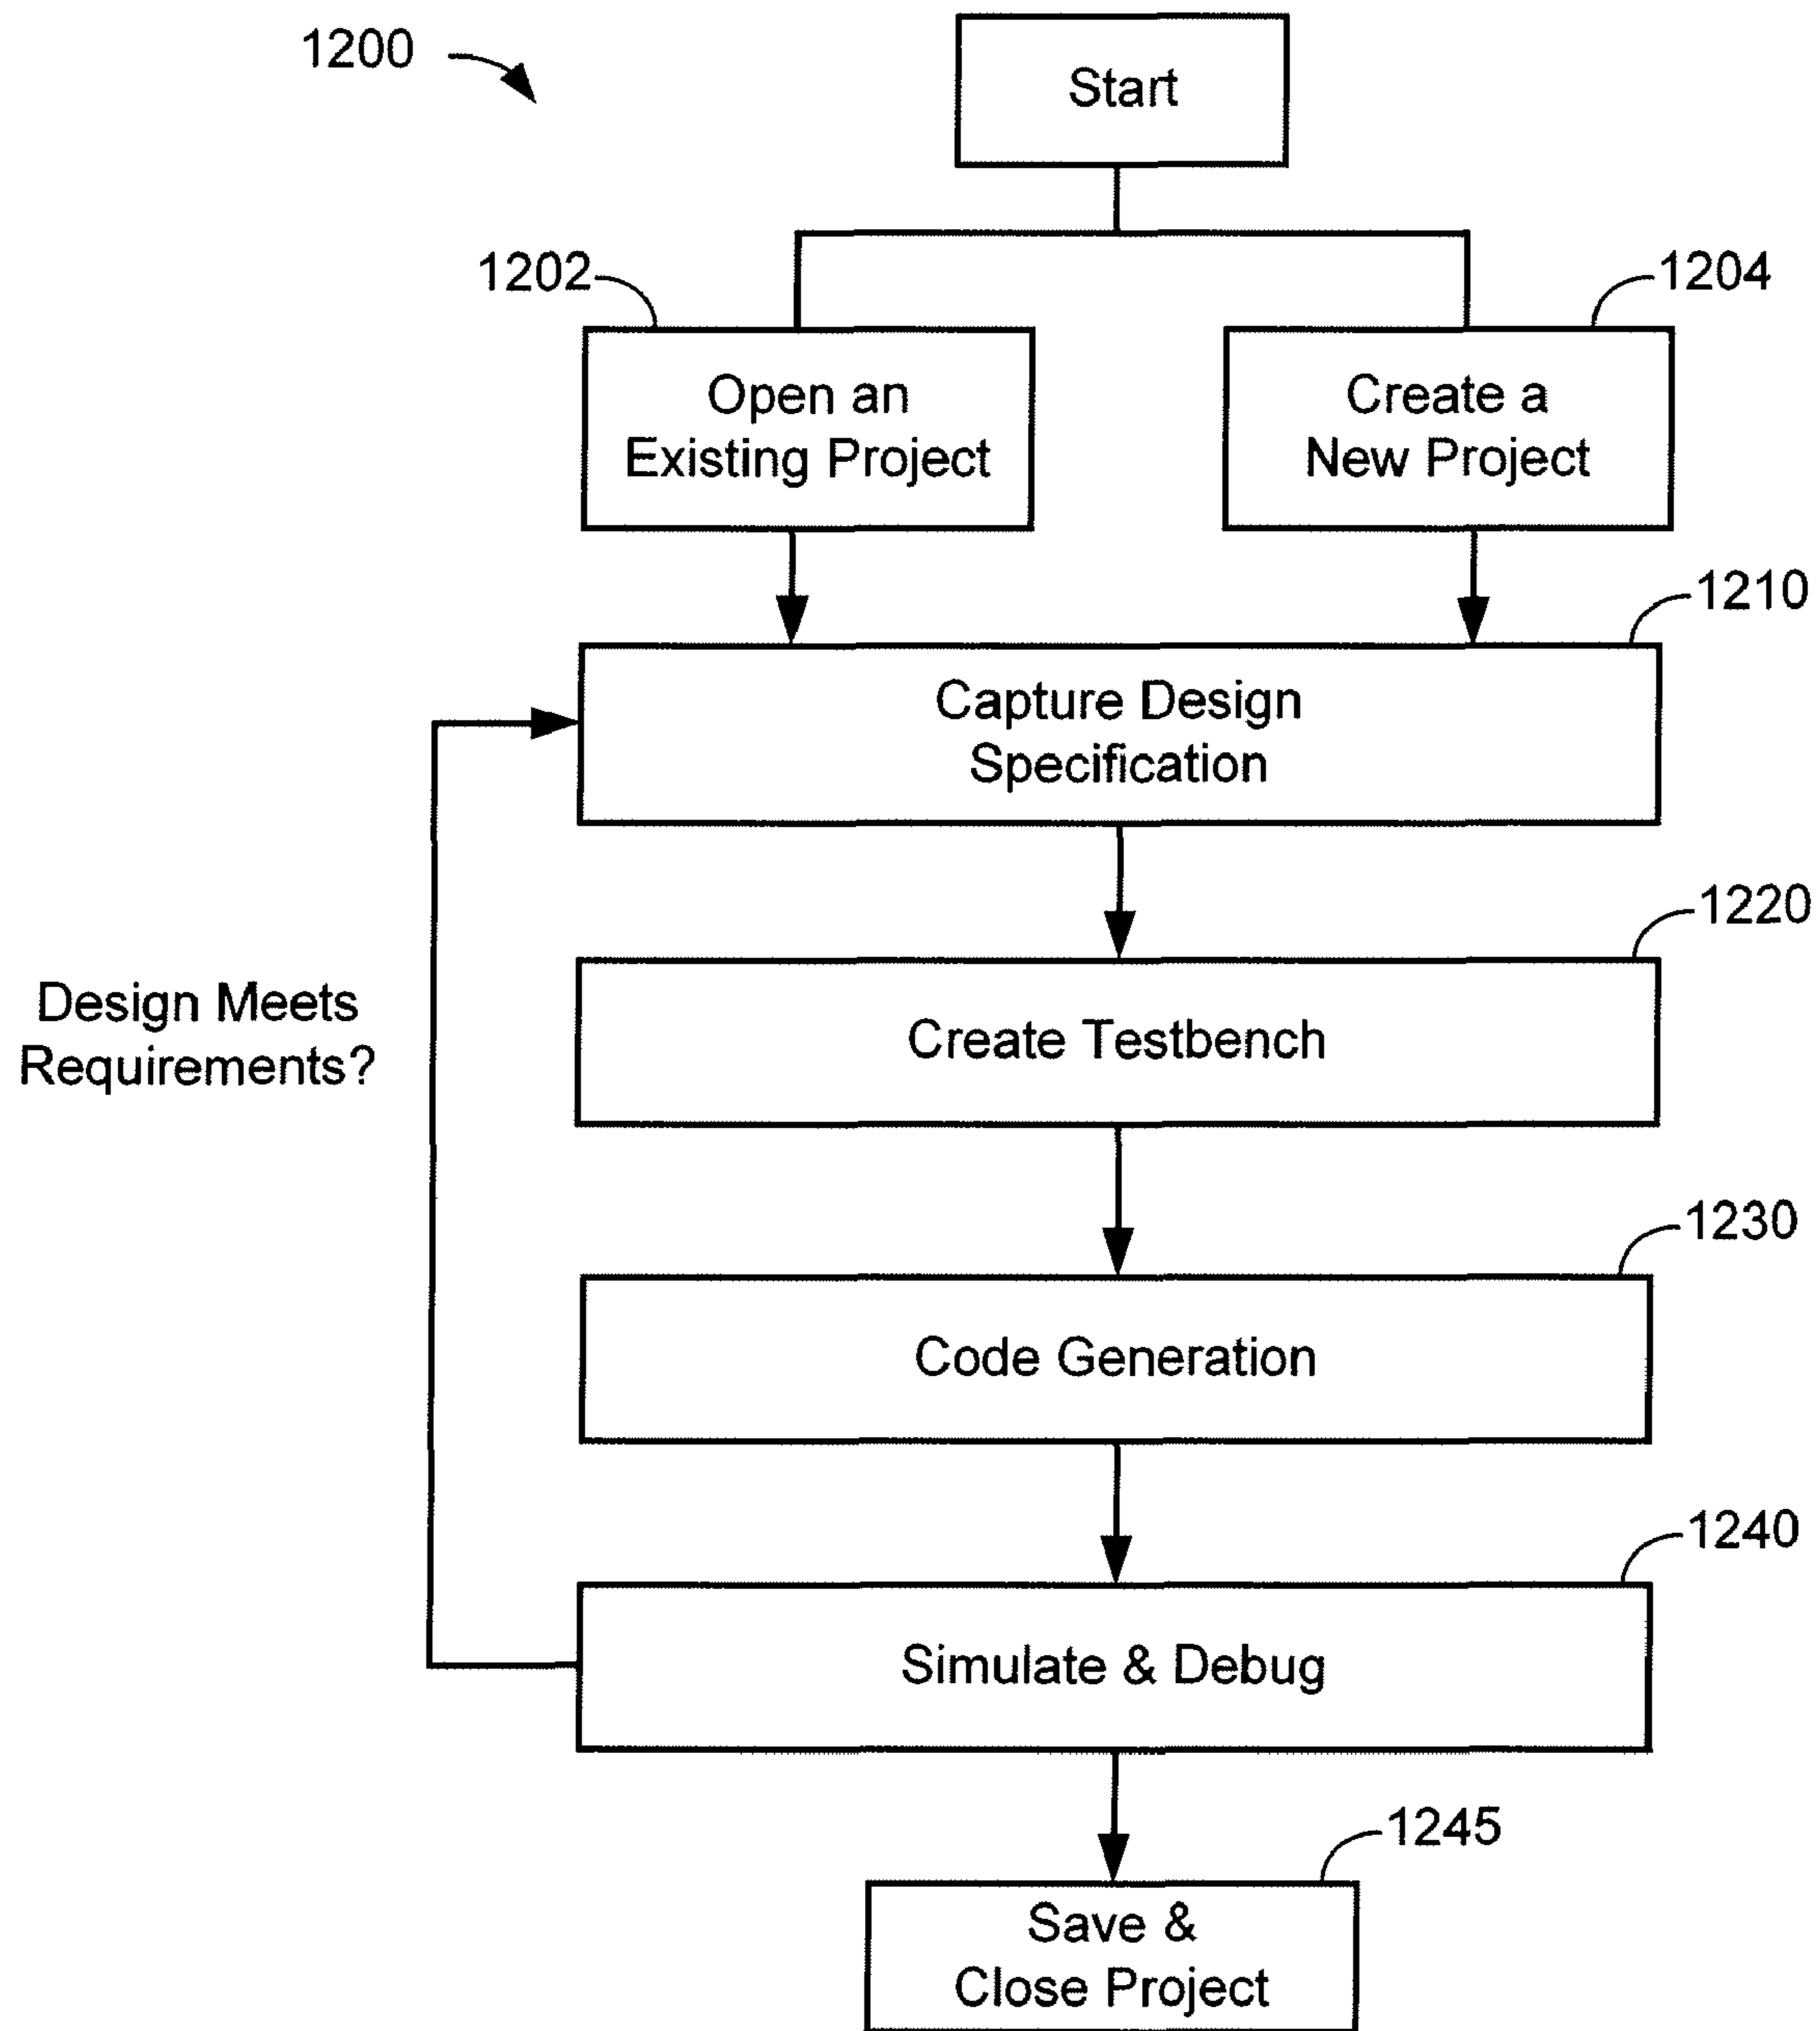 1200
Start
1202
1204
Open an
Existing Project
Create a
New Project
1210
Capture Design
Specification
1220
Design Meets
Requirements?
Create Testbench
1230
Code Generation
1240
Simulate & Debug
1245
Save &
Close Project